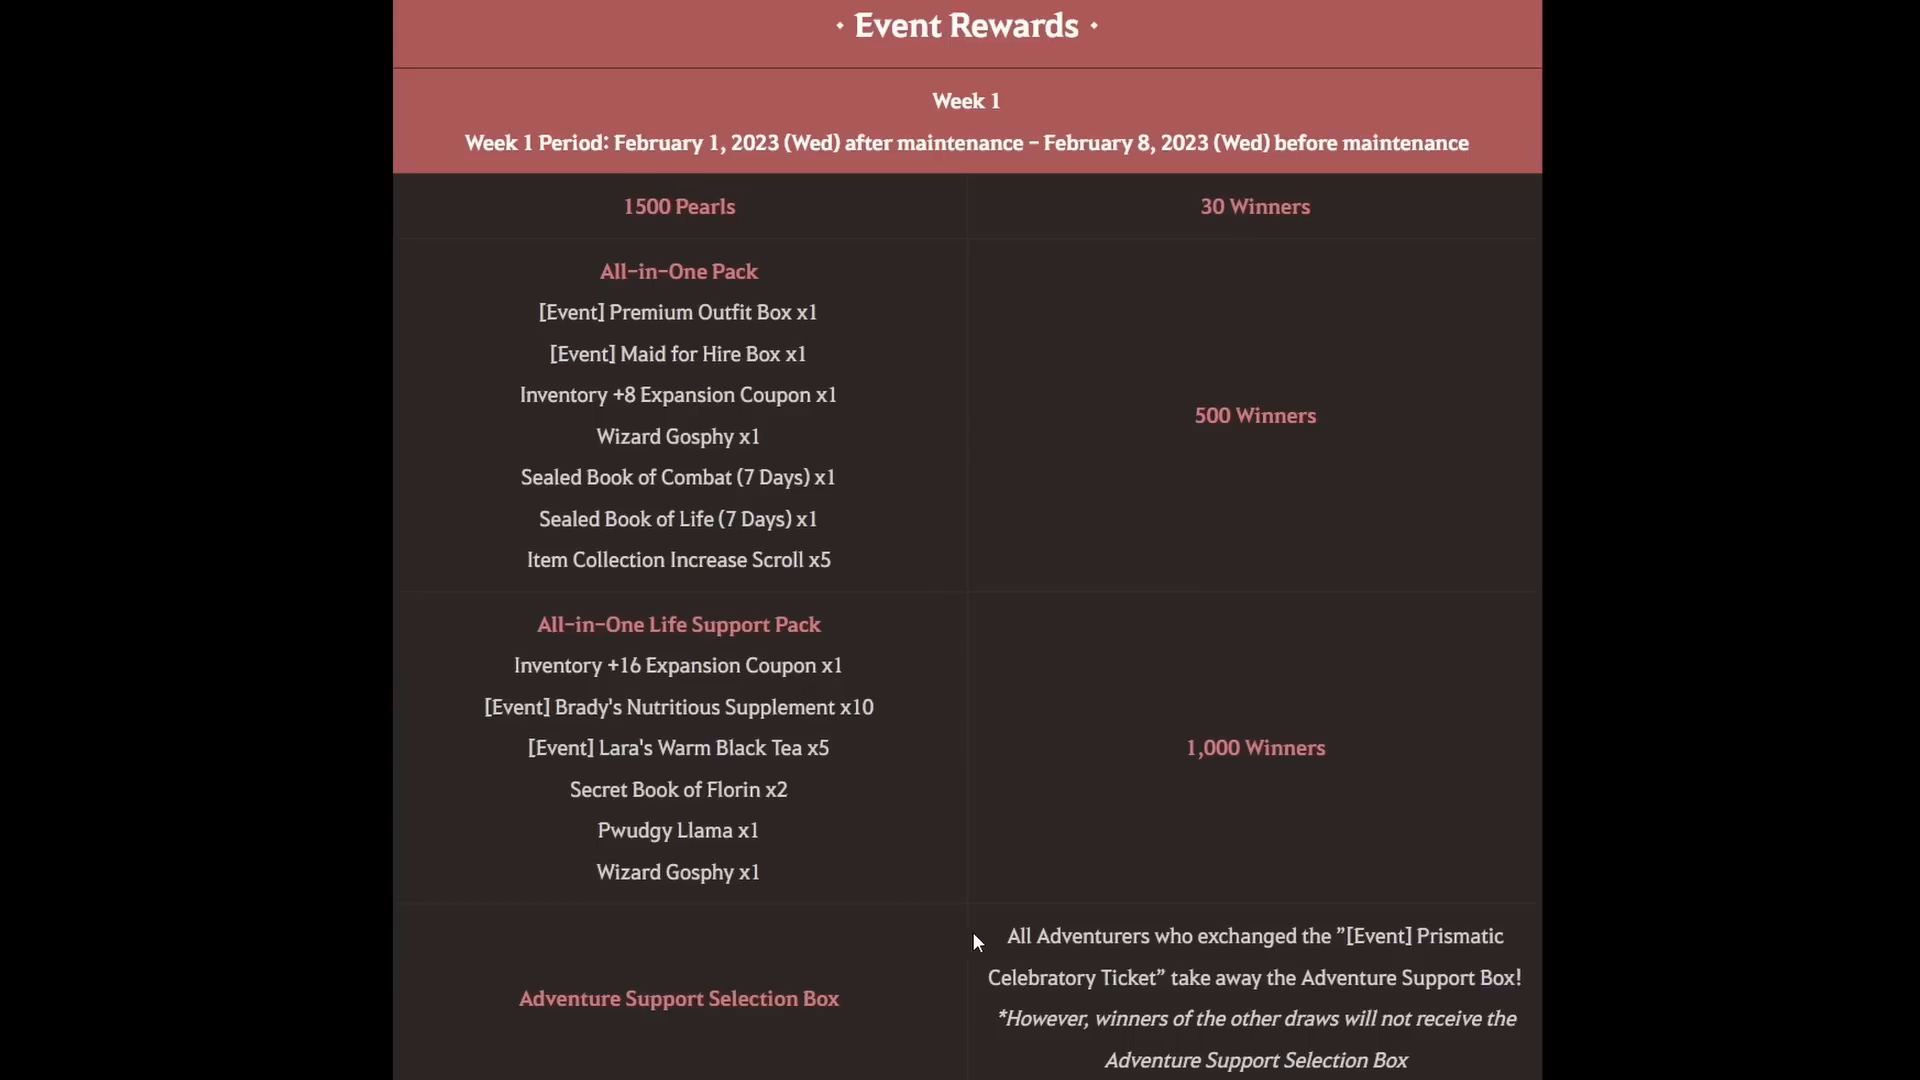 · Event Rewards ·
Week 1
Week 1 Period: February 1, 2023 (Wed) after maintenance - February 8, 2023 (Wed) before maintenance
1500 Pearls
30 Winners
All-in-One Pack
[Event] Premium Outfit Box x1
[Event] Maid for Hire Box x1
Inventory +8 Expansion Coupon x1
Wizard Gosphy x1
Sealed Book of Combat (7 Days) x1
Sealed Book of Life (7 Days) x1
Item Collection Increase Scroll x5
500 Winners
All-in-One Life Support Pack
Inventory +16 Expansion Coupon x1
[Event] Brady's Nutritious Supplement x10
[Event] Lara's Warm Black Tea x5
Secret Book of Florin x2
Pwudgy Llama x1
Wizard Gosphy x1
1,000 Winners
Adventure Support Selection Box
All Adventurers who exchanged the ”[Event] Prismatic
Celebratory Ticket” take away the Adventure Support Box!
*However, winners of the other draws will not receive the
Adventure Support Selection Box